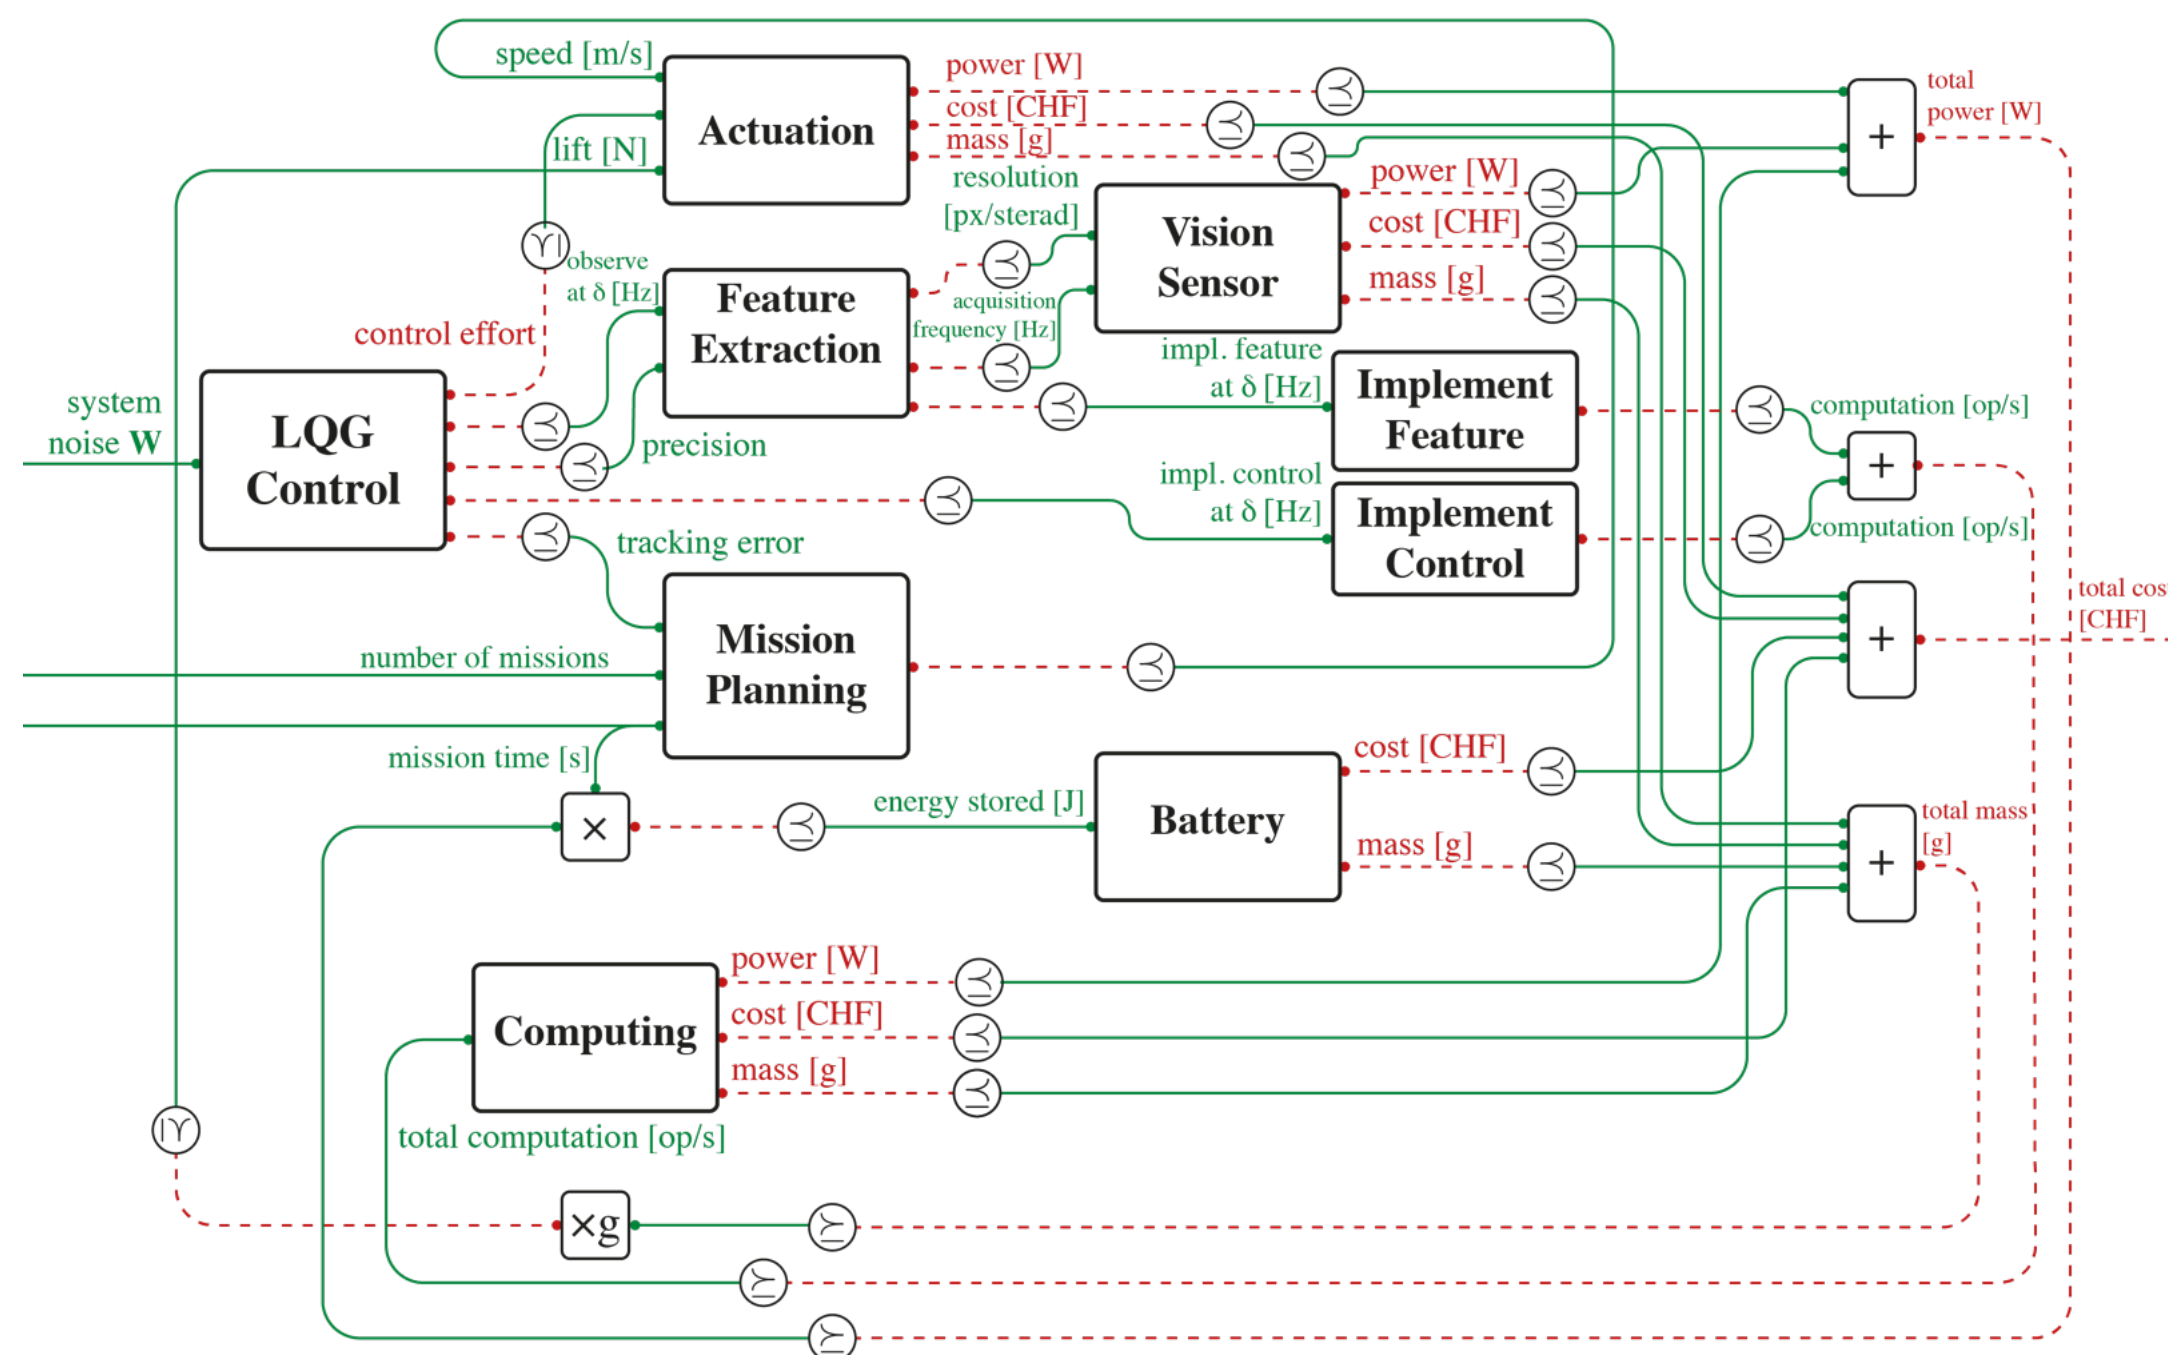 speed [m/s]
lift [N]
Actuation
power [W]
cost [CHF]
mass [g]
total
power [W]
+
resolution
[px/sterad]
Vision
Sensor
power [W]
cost [CHF]
mass [g]
observe
at δ [Hz]
Feature
Extraction
acquisition
frequency [Hz]
control effort
system
noise W
LQG
Control
precision
impl. feature
at δ [Hz]
Implement
Feature
computation [op/s]
+
computation [op/s]
impl. control
at δ [Hz]
Implement
Control
tracking error
total cos
[CHF]
+
number of missions
Mission
Planning
mission time [s]
×
energy stored [J]
Battery
cost [CHF]
mass [g]
total mass
[g]
+
Computing
power [W]
cost [CHF]
mass [g]
total computation [op/s]
×g